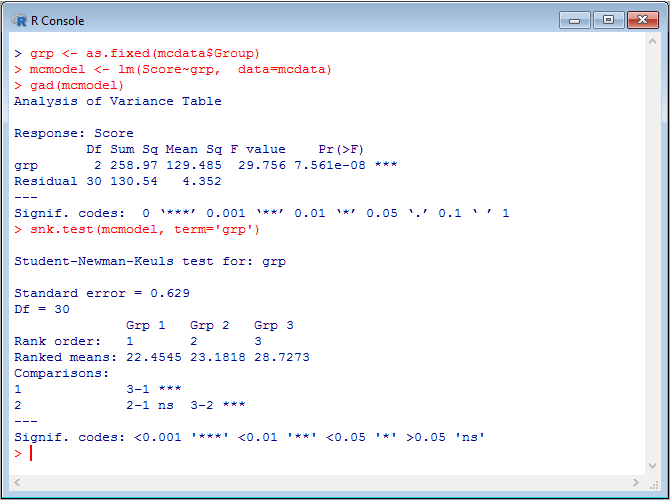 R Console
> grp <- as.fixed(mcdata$Group)
> mcmodel <- lm(Score~grp,  data=mcdata)
> gad(mcmodel)
Analysis of Variance Table

Response: Score
         Df Sum Sq Mean Sq F value    Pr(>F)
grp       2 258.97 129.485  29.756 7.561e-08 ***
Residual 30 130.54   4.352
---
Signif. codes:  0 ‘***’ 0.001 ‘**’ 0.01 ‘*’ 0.05 ‘.’ 0.1 ‘ ’ 1
> snk.test(mcmodel, term='grp')

Student-Newman-Keuls test for: grp

Standard error = 0.629
Df = 30
              Grp 1   Grp 2   Grp 3
Rank order:   1       2       3
Ranked means: 22.4545 23.1818 28.7273
Comparisons:
1             3-1 ***
2             2-1 ns  3-2 ***
---
Signif. codes: <0.001 '***' <0.01 '**' <0.05 '*' >0.05 'ns'
>